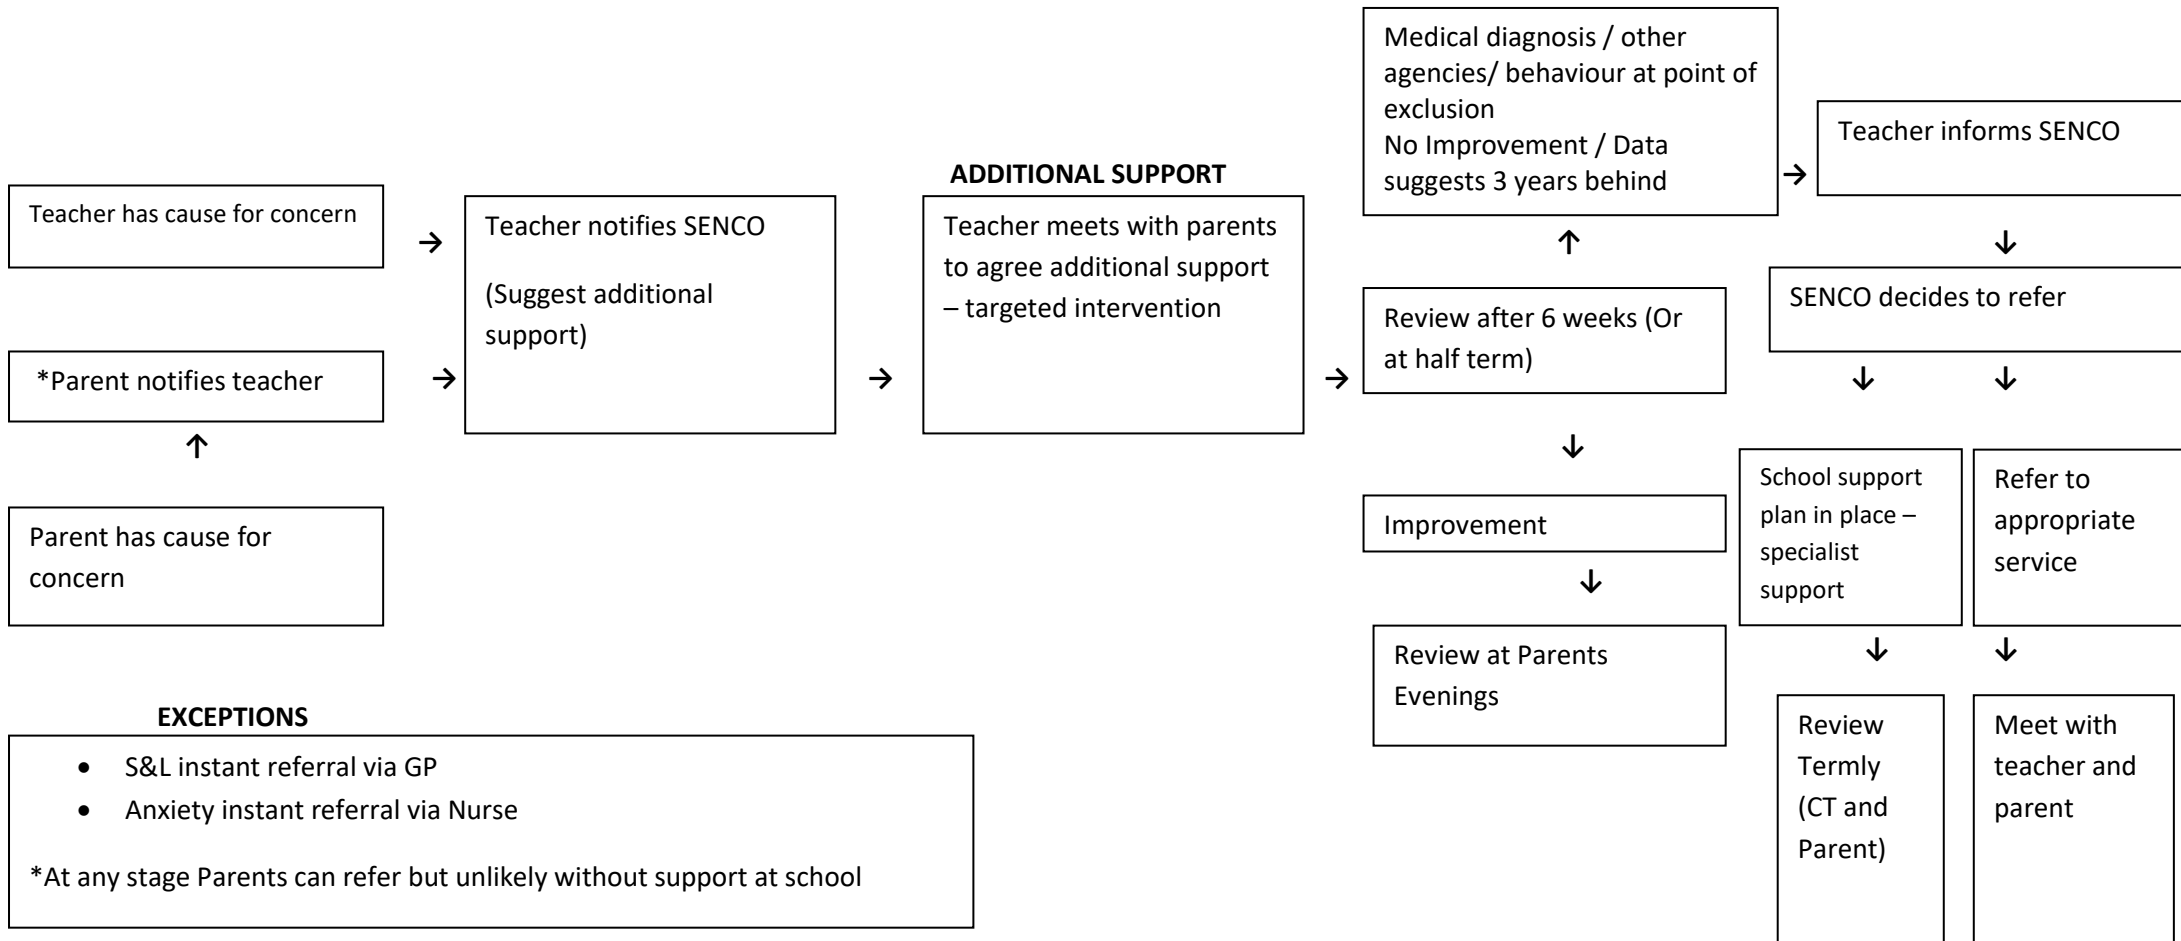 Teacher has cause for concern
→
*Parent notifies teacher
→
↑
Parent has cause for
concern
Teacher notifies SENCO
(Suggest additional
support)
→
ADDITIONAL SUPPORT
Teacher meets with parents
to agree additional support
– targeted intervention
→
Medical diagnosis / other
agencies/ behaviour at point of
exclusion
No Improvement / Data
suggests 3 years behind
→
↑
Review after 6 weeks (Or
at half term)
↓
Improvement
↓
Review at Parents
Evenings
Teacher informs SENCO
↓
SENCO decides to refer
↓ ↓
School support
plan in place –
specialist
support
↓
Review
Termly
(CT and
Parent)
Refer to
appropriate
service
↓
Meet with
teacher and
parent
EXCEPTIONS
• S&L instant referral via GP
• Anxiety instant referral via Nurse
*At any stage Parents can refer but unlikely without support at school